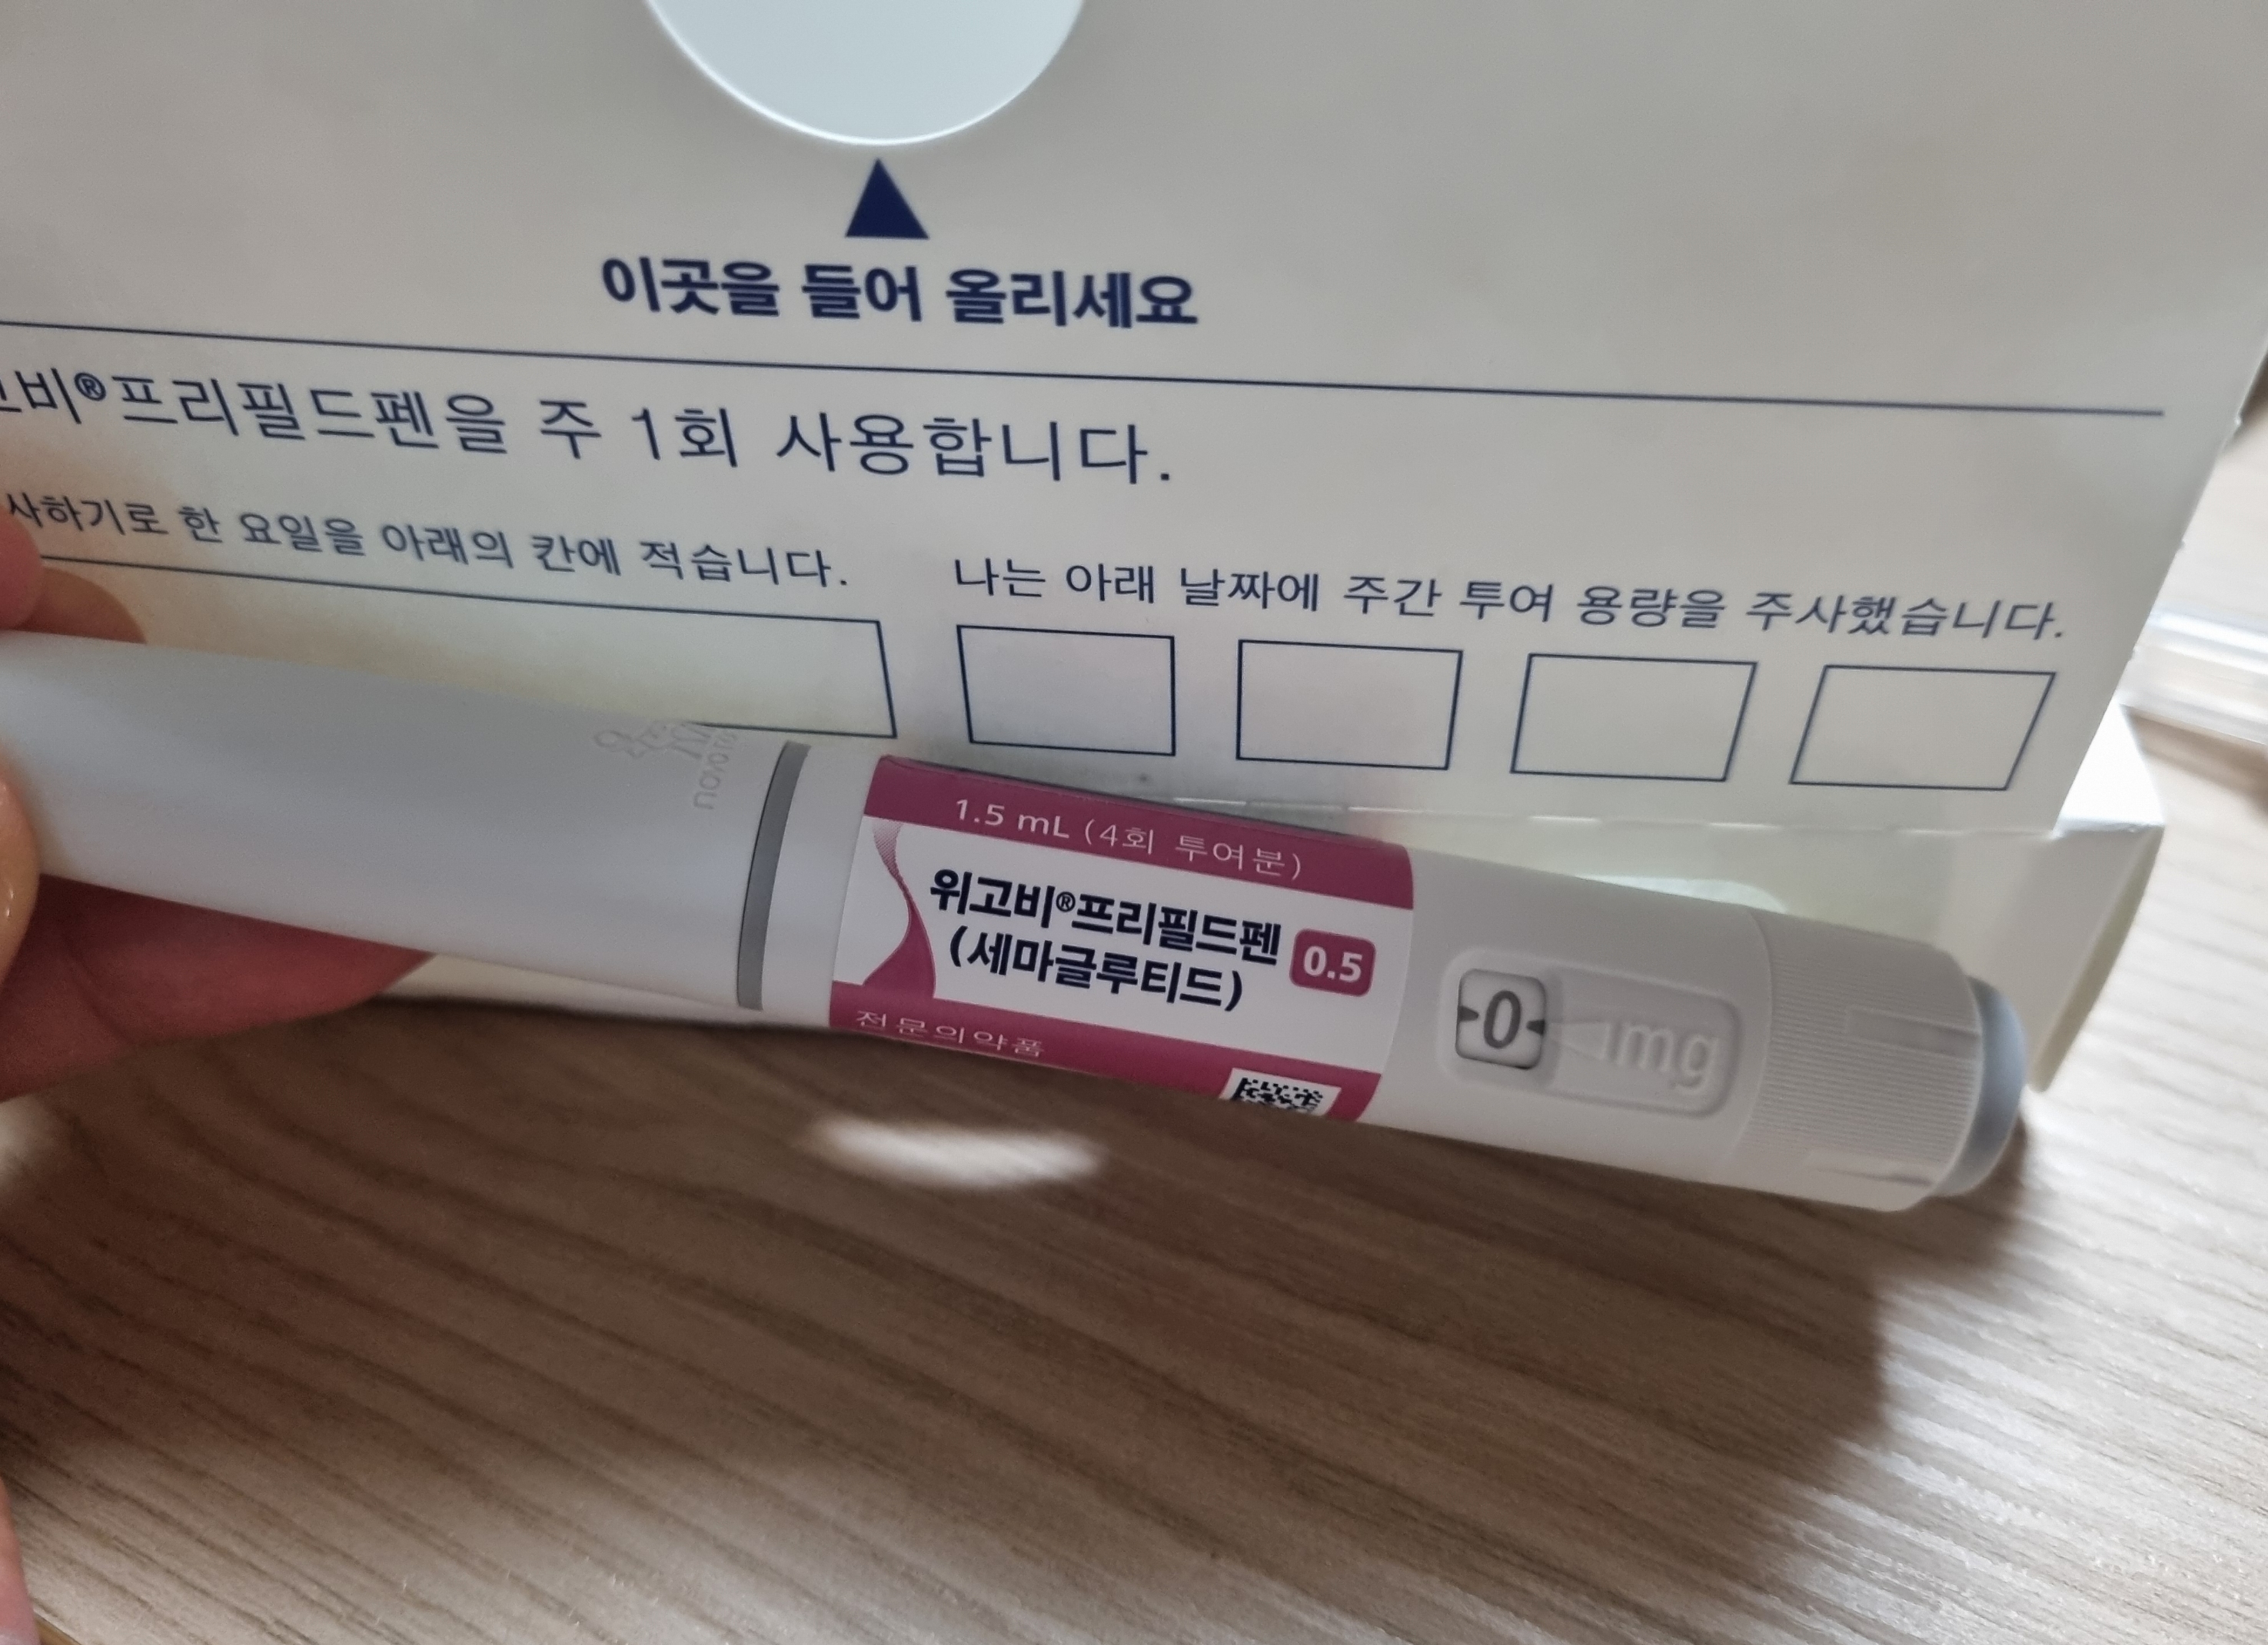 이곳을 들어 올리세요
고비®프리필드펜을 주 1회 사용합니다.
사하기로 한 요일을 아래의 칸에 적습니다.
나는 아래 날짜에 주간 투여 용량을 주사했습니다.
novo
1.5 mL (4회 투여분)
위고비®프리필드펜
(세마글루티드)
0.5
전문의약품
0
mg